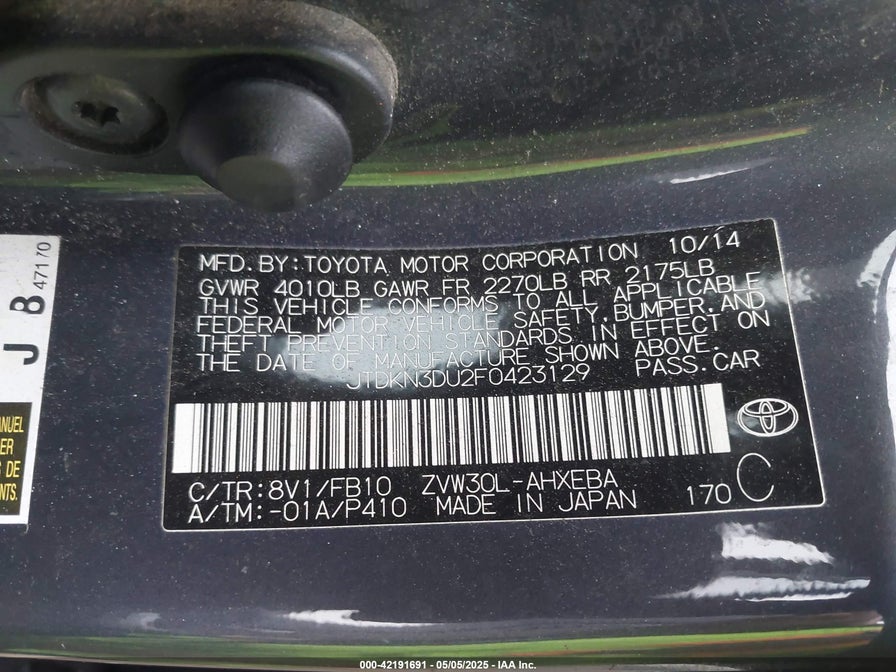 MFD.BY:TOYOTA MOTOR CORPORATION 10/14
GVWR 4010LB GAWR FR 2270LB RR 2175LB
THIS VEHICLE CONFORMS TO ALL APPLICABLE
FEDERAL MOTOR VEHICLE SAFETY,BUMPER,AND
THEFT PREVENTION STANDARDS IN EFFECT ON
THE DATE OF MANUFACTURE SHOWN ABOVE.
JTDKN3DU2F0423129 PASS.CAR
C/TR:8V1/FB10 ZVW30L-AHXEBA
A/TM:-01A/P410 MADE IN JAPAN 170 C
J B 47170
DE
000-42191691 - 05/05/2025 - IAA Inc.